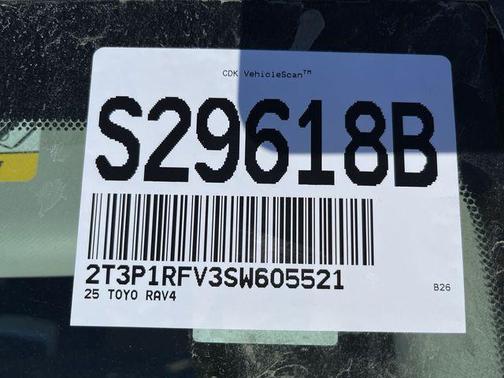 CDK VehicleScan™
S29618B
2T3P1RFV3SW605521
25 TOYO RAV4
B26